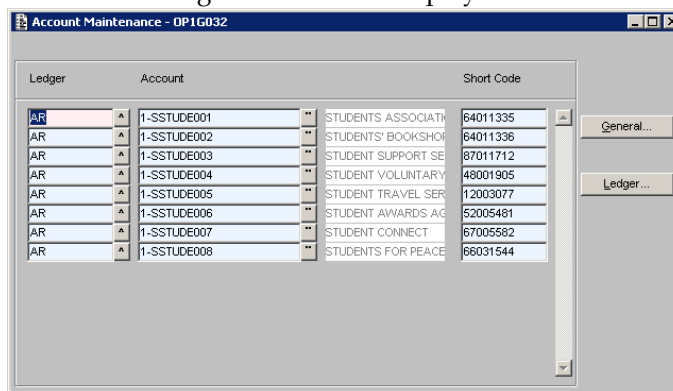 Account Maintenance - OP1G032
Ledger Account Short Code
AR 1-SSTUDE001 STUDENTS ASSOCIATI 64011335
AR 1-SSTUDE002 STUDENTS' BOOKSHOP 64011336
AR 1-SSTUDE003 STUDENT SUPPORT SE 87011712
AR 1-SSTUDE004 STUDENT VOLUNTARY 48001905
AR 1-SSTUDE005 STUDENT TRAVEL SER 12003077
AR 1-SSTUDE006 STUDENT AWARDS AG 52005481
AR 1-SSTUDE007 STUDENT CONNECT 67005582
AR 1-SSTUDE008 STUDENTS FOR PEACE 66031544
General...
Ledger...